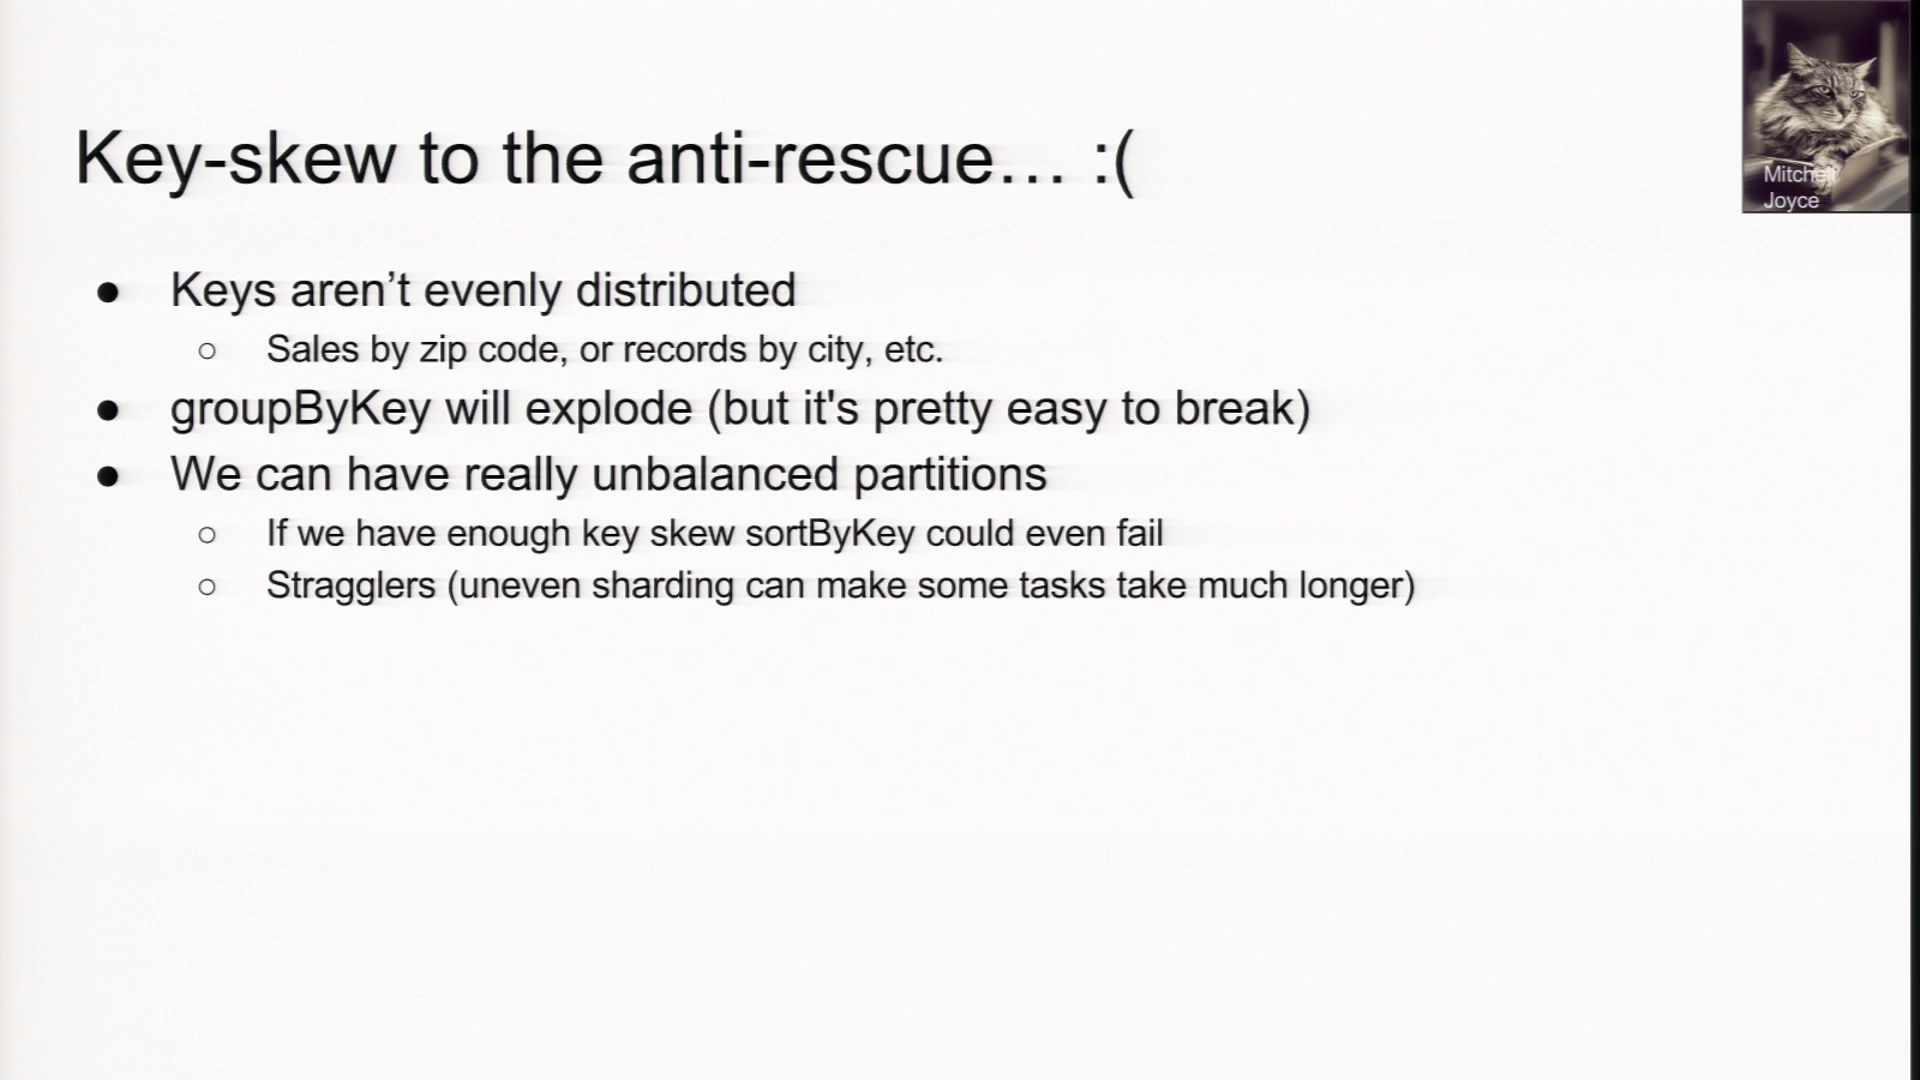 Key-skew to the anti-rescue… :(
Mitchell
Joyce
● Keys aren’t evenly distributed
○ Sales by zip code, or records by city, etc.
● groupByKey will explode (but it's pretty easy to break)
● We can have really unbalanced partitions
○ If we have enough key skew sortByKey could even fail
○ Stragglers (uneven sharding can make some tasks take much longer)